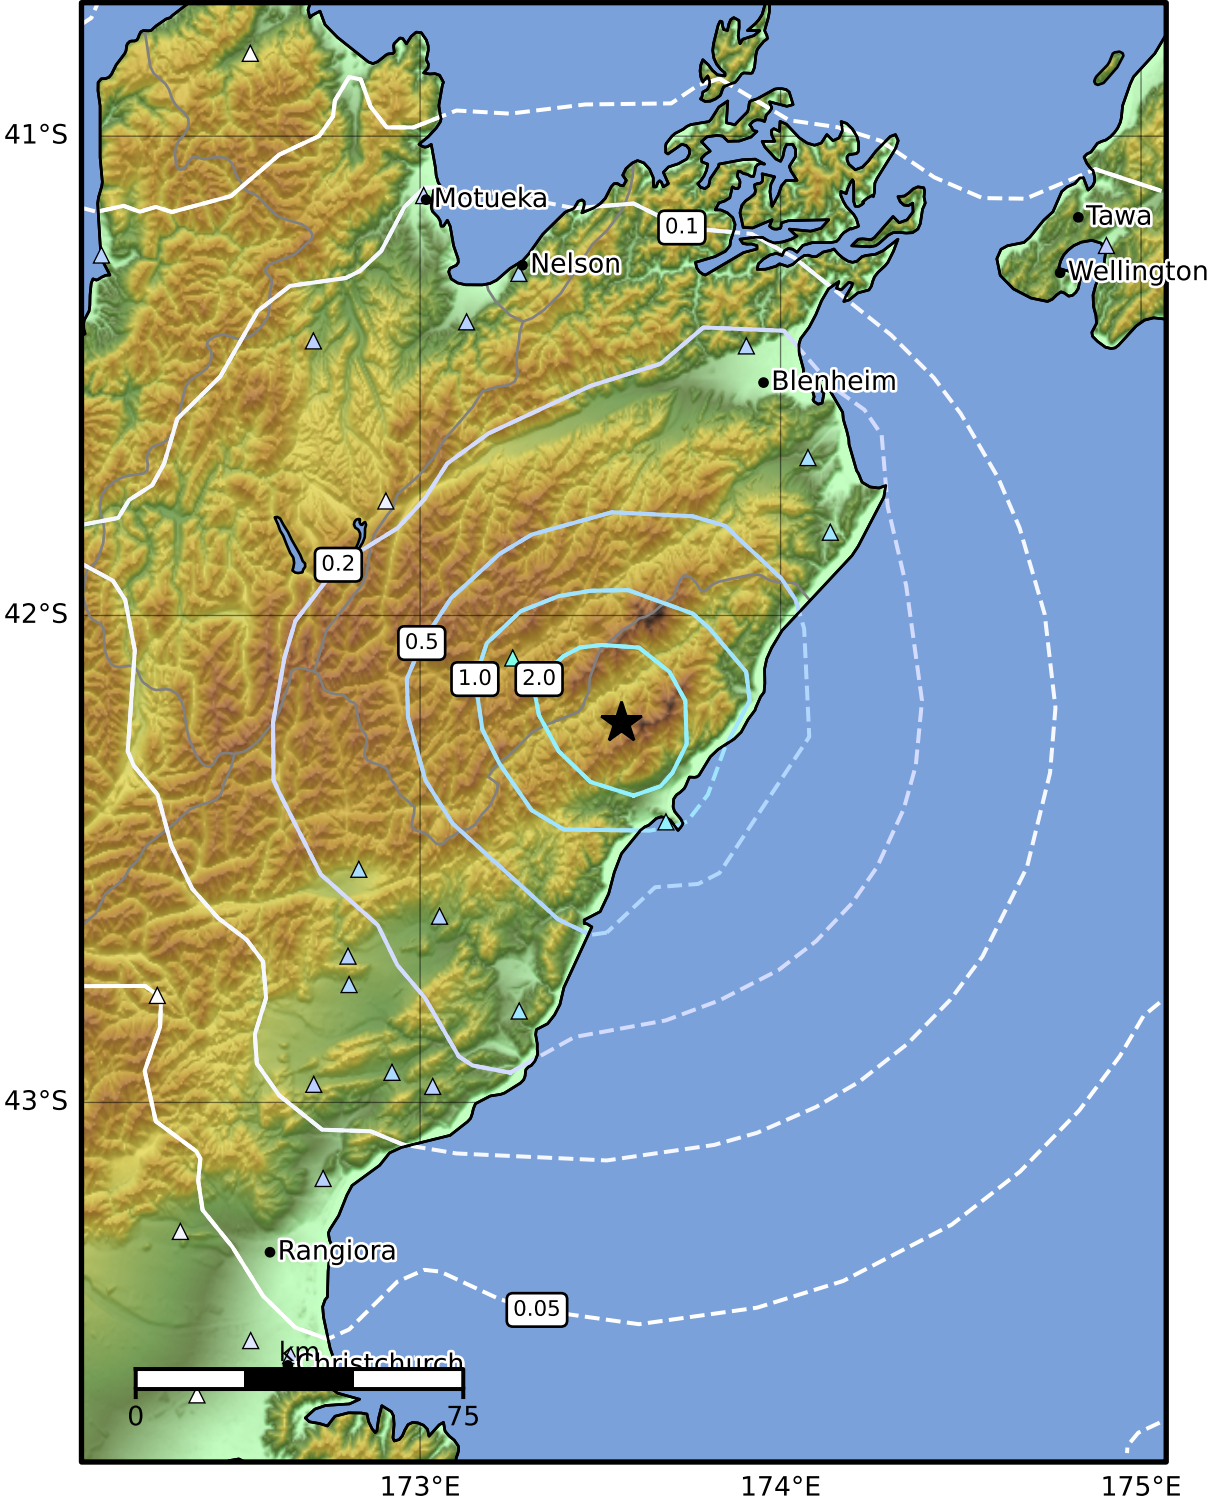 41°S
Motueka
0.1
Tawa
Nelson
Wellington
Blenheim
0.2
42°S
0.5
1.0
2.0
43°S
Rangiora
0.05
km
Christchurch
0
75
173°E
174°E
175°E